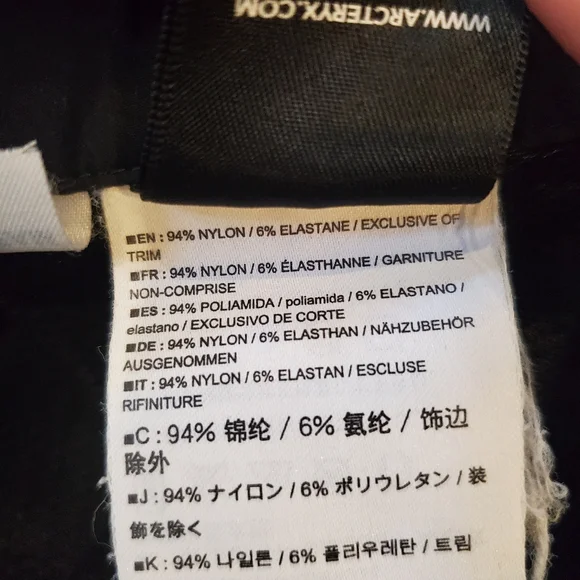 WWW.ARCTERYX.COM
■EN : 94% NYLON / 6% ELASTANE / EXCLUSIVE OF
TRIM
■FR : 94% NYLON / 6% ÉLASTHANNE / GARNITURE
NON-COMPRISE
■ES : 94% POLIAMIDA / poliamida / 6% ELASTANO /
elastano / EXCLUSIVO DE CORTE
■DE : 94% NYLON / 6% ELASTHAN / NÄHZUBEHÖR
AUSGENOMMEN
■IT : 94% NYLON / 6% ELASTAN / ESCLUSE
RIFINITURE
■C : 94% 锦纶 / 6% 氨纶 / 饰边
除外
■J : 94% ナイロン / 6% ポリウレタン / 装
飾を除く
■K : 94% 나일론 / 6% 폴리우레탄 / 트림